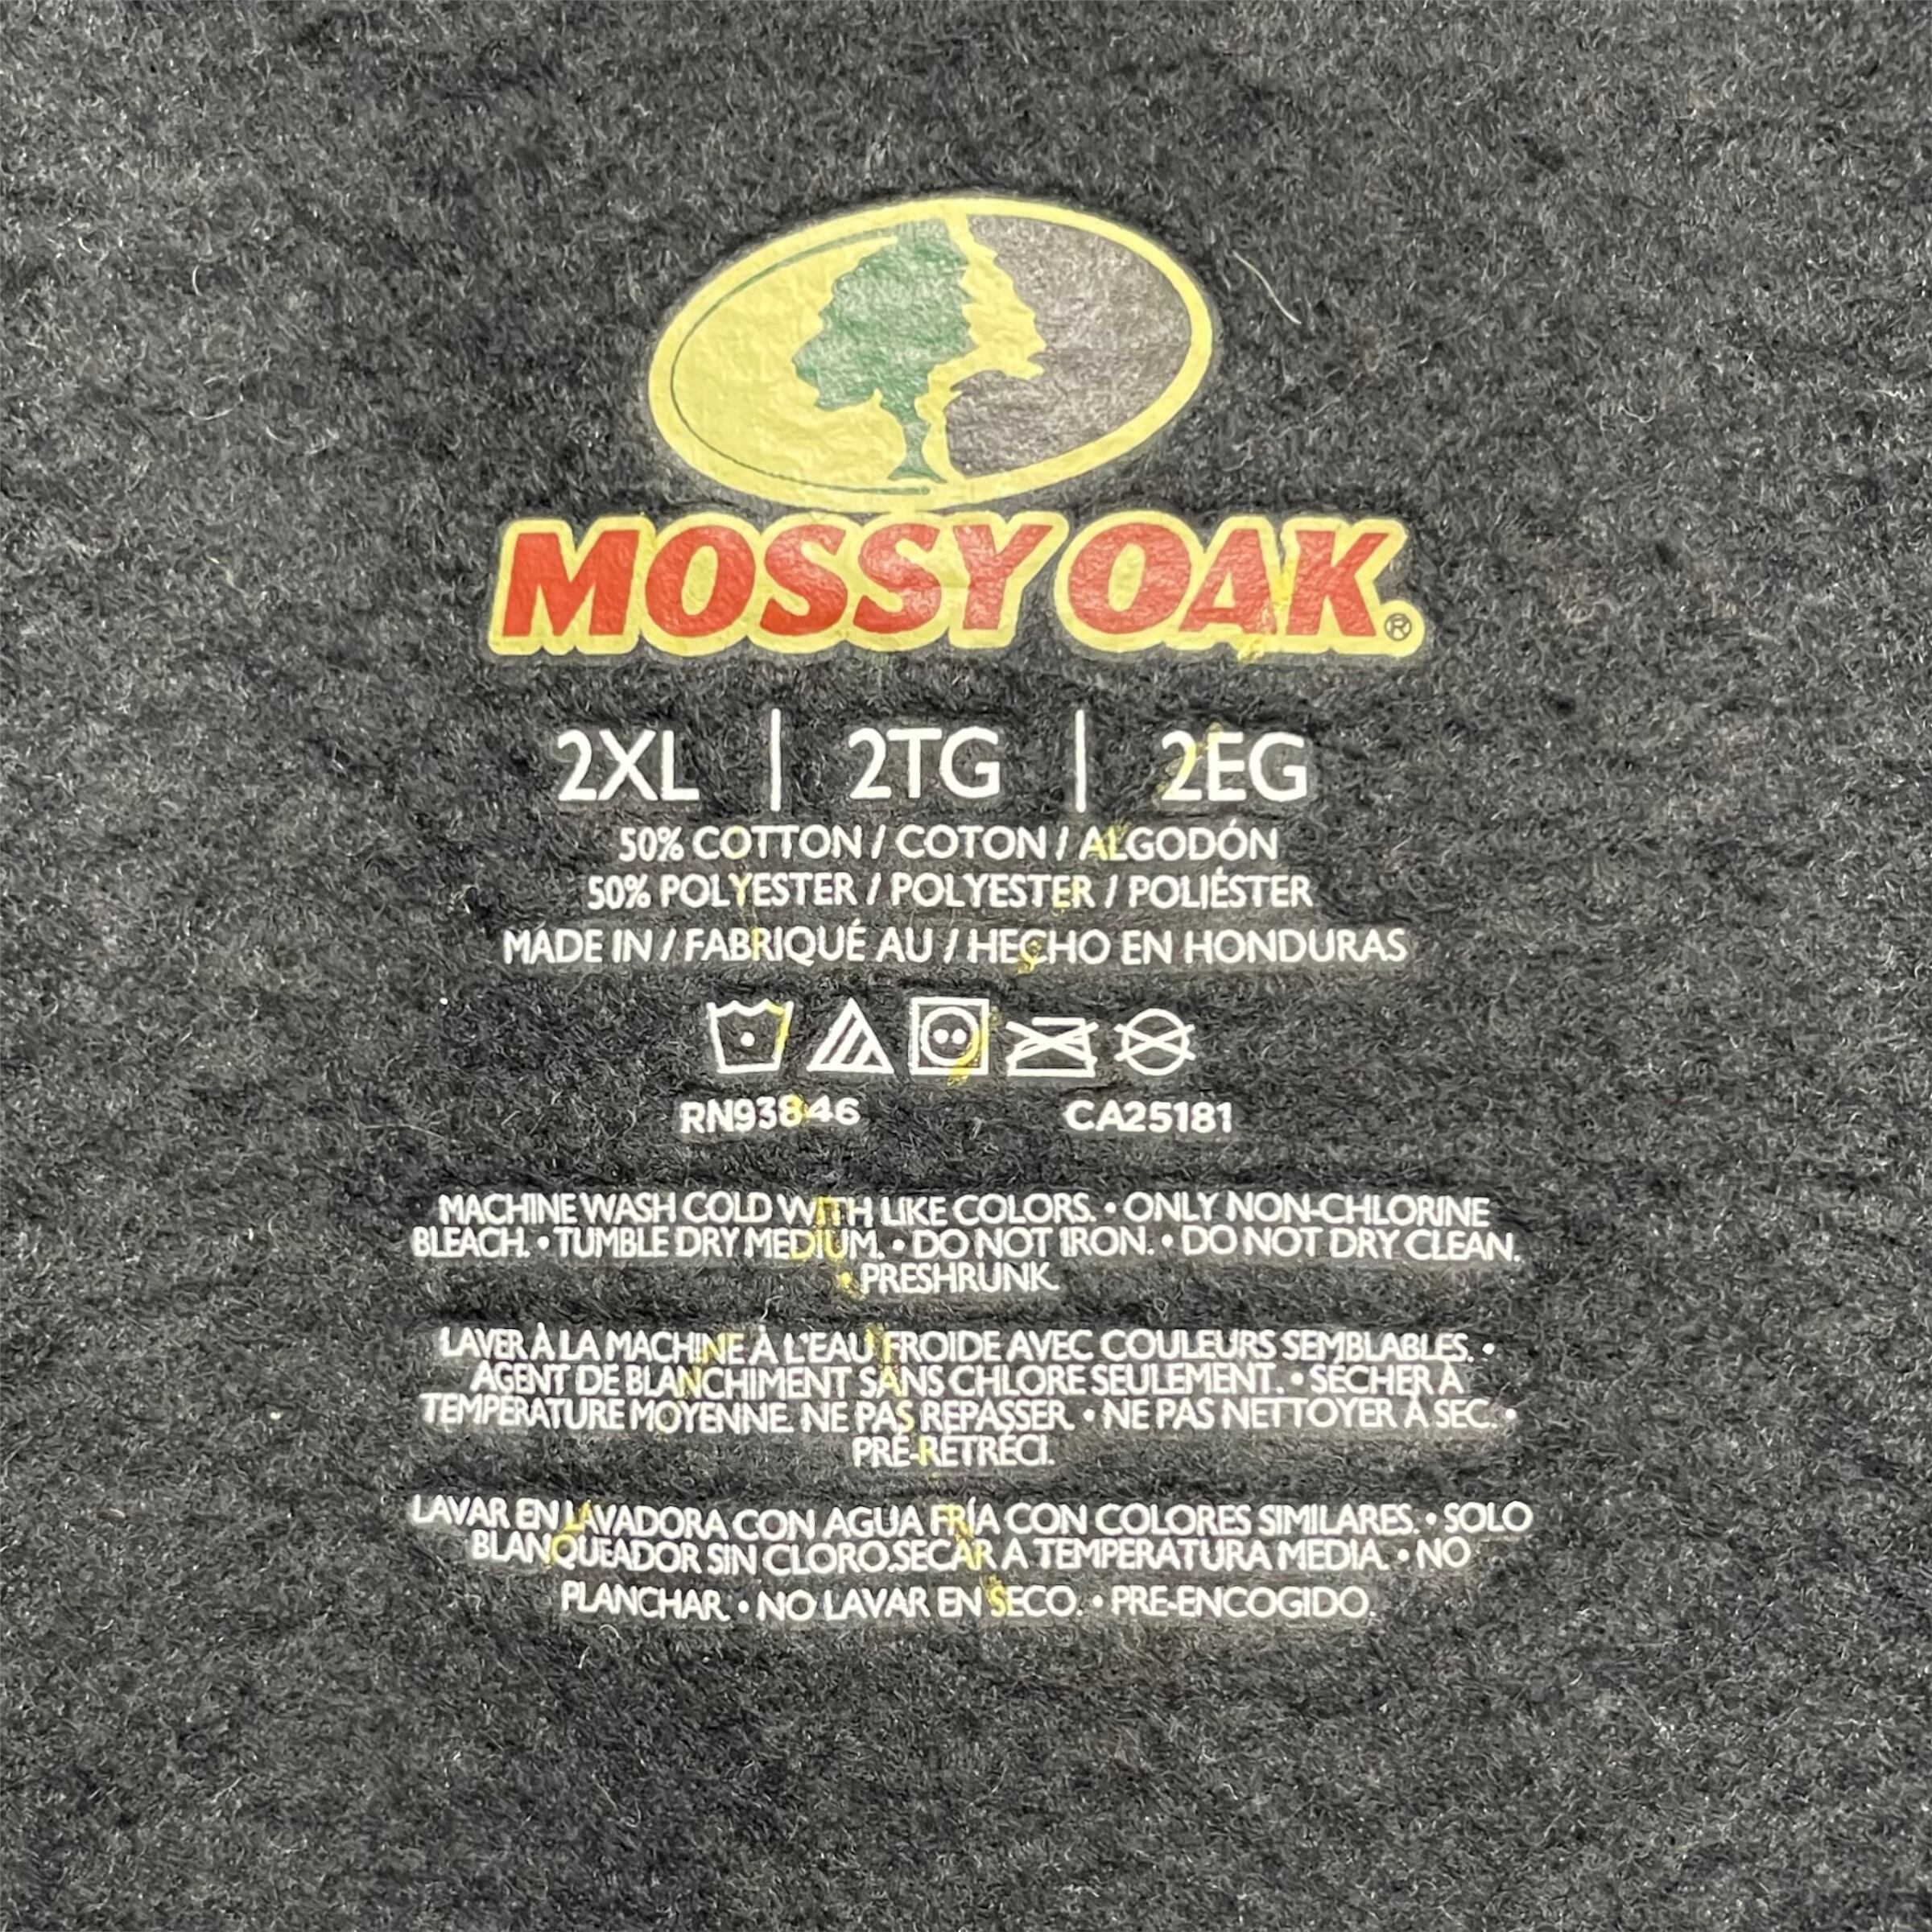 MOSSY OAK®
2XL | 2TG | 2EG
50% COTTON / COTON / ALGODÓN
50% POLYESTER / POLYESTER / POLIÉSTER
MADE IN / FABRIQUÉ AU / HECHO EN HONDURAS
RN93846 CA25181
MACHINE WASH COLD WITH LIKE COLORS. • ONLY NON-CHLORINE
BLEACH. • TUMBLE DRY MEDIUM. • DO NOT IRON. • DO NOT DRY CLEAN.
• PRESHRUNK.
LAVER À LA MACHINE À L'EAU FROIDE AVEC COULEURS SEMBLABLES. •
AGENT DE BLANCHIMENT SANS CHLORE SEULEMENT. • SÉCHER À
TEMPÉRATURE MOYENNE. NE PAS REPASSER. • NE PAS NETTOYER À SEC. •
PRÉ-RÉTRÉCI.
LAVAR EN LAVADORA CON AGUA FRÍA CON COLORES SIMILARES. • SOLO
BLANQUEADOR SIN CLORO.SECAR A TEMPERATURA MEDIA. • NO
PLANCHAR. • NO LAVAR EN SECO. • PRE-ENCOGIDO.